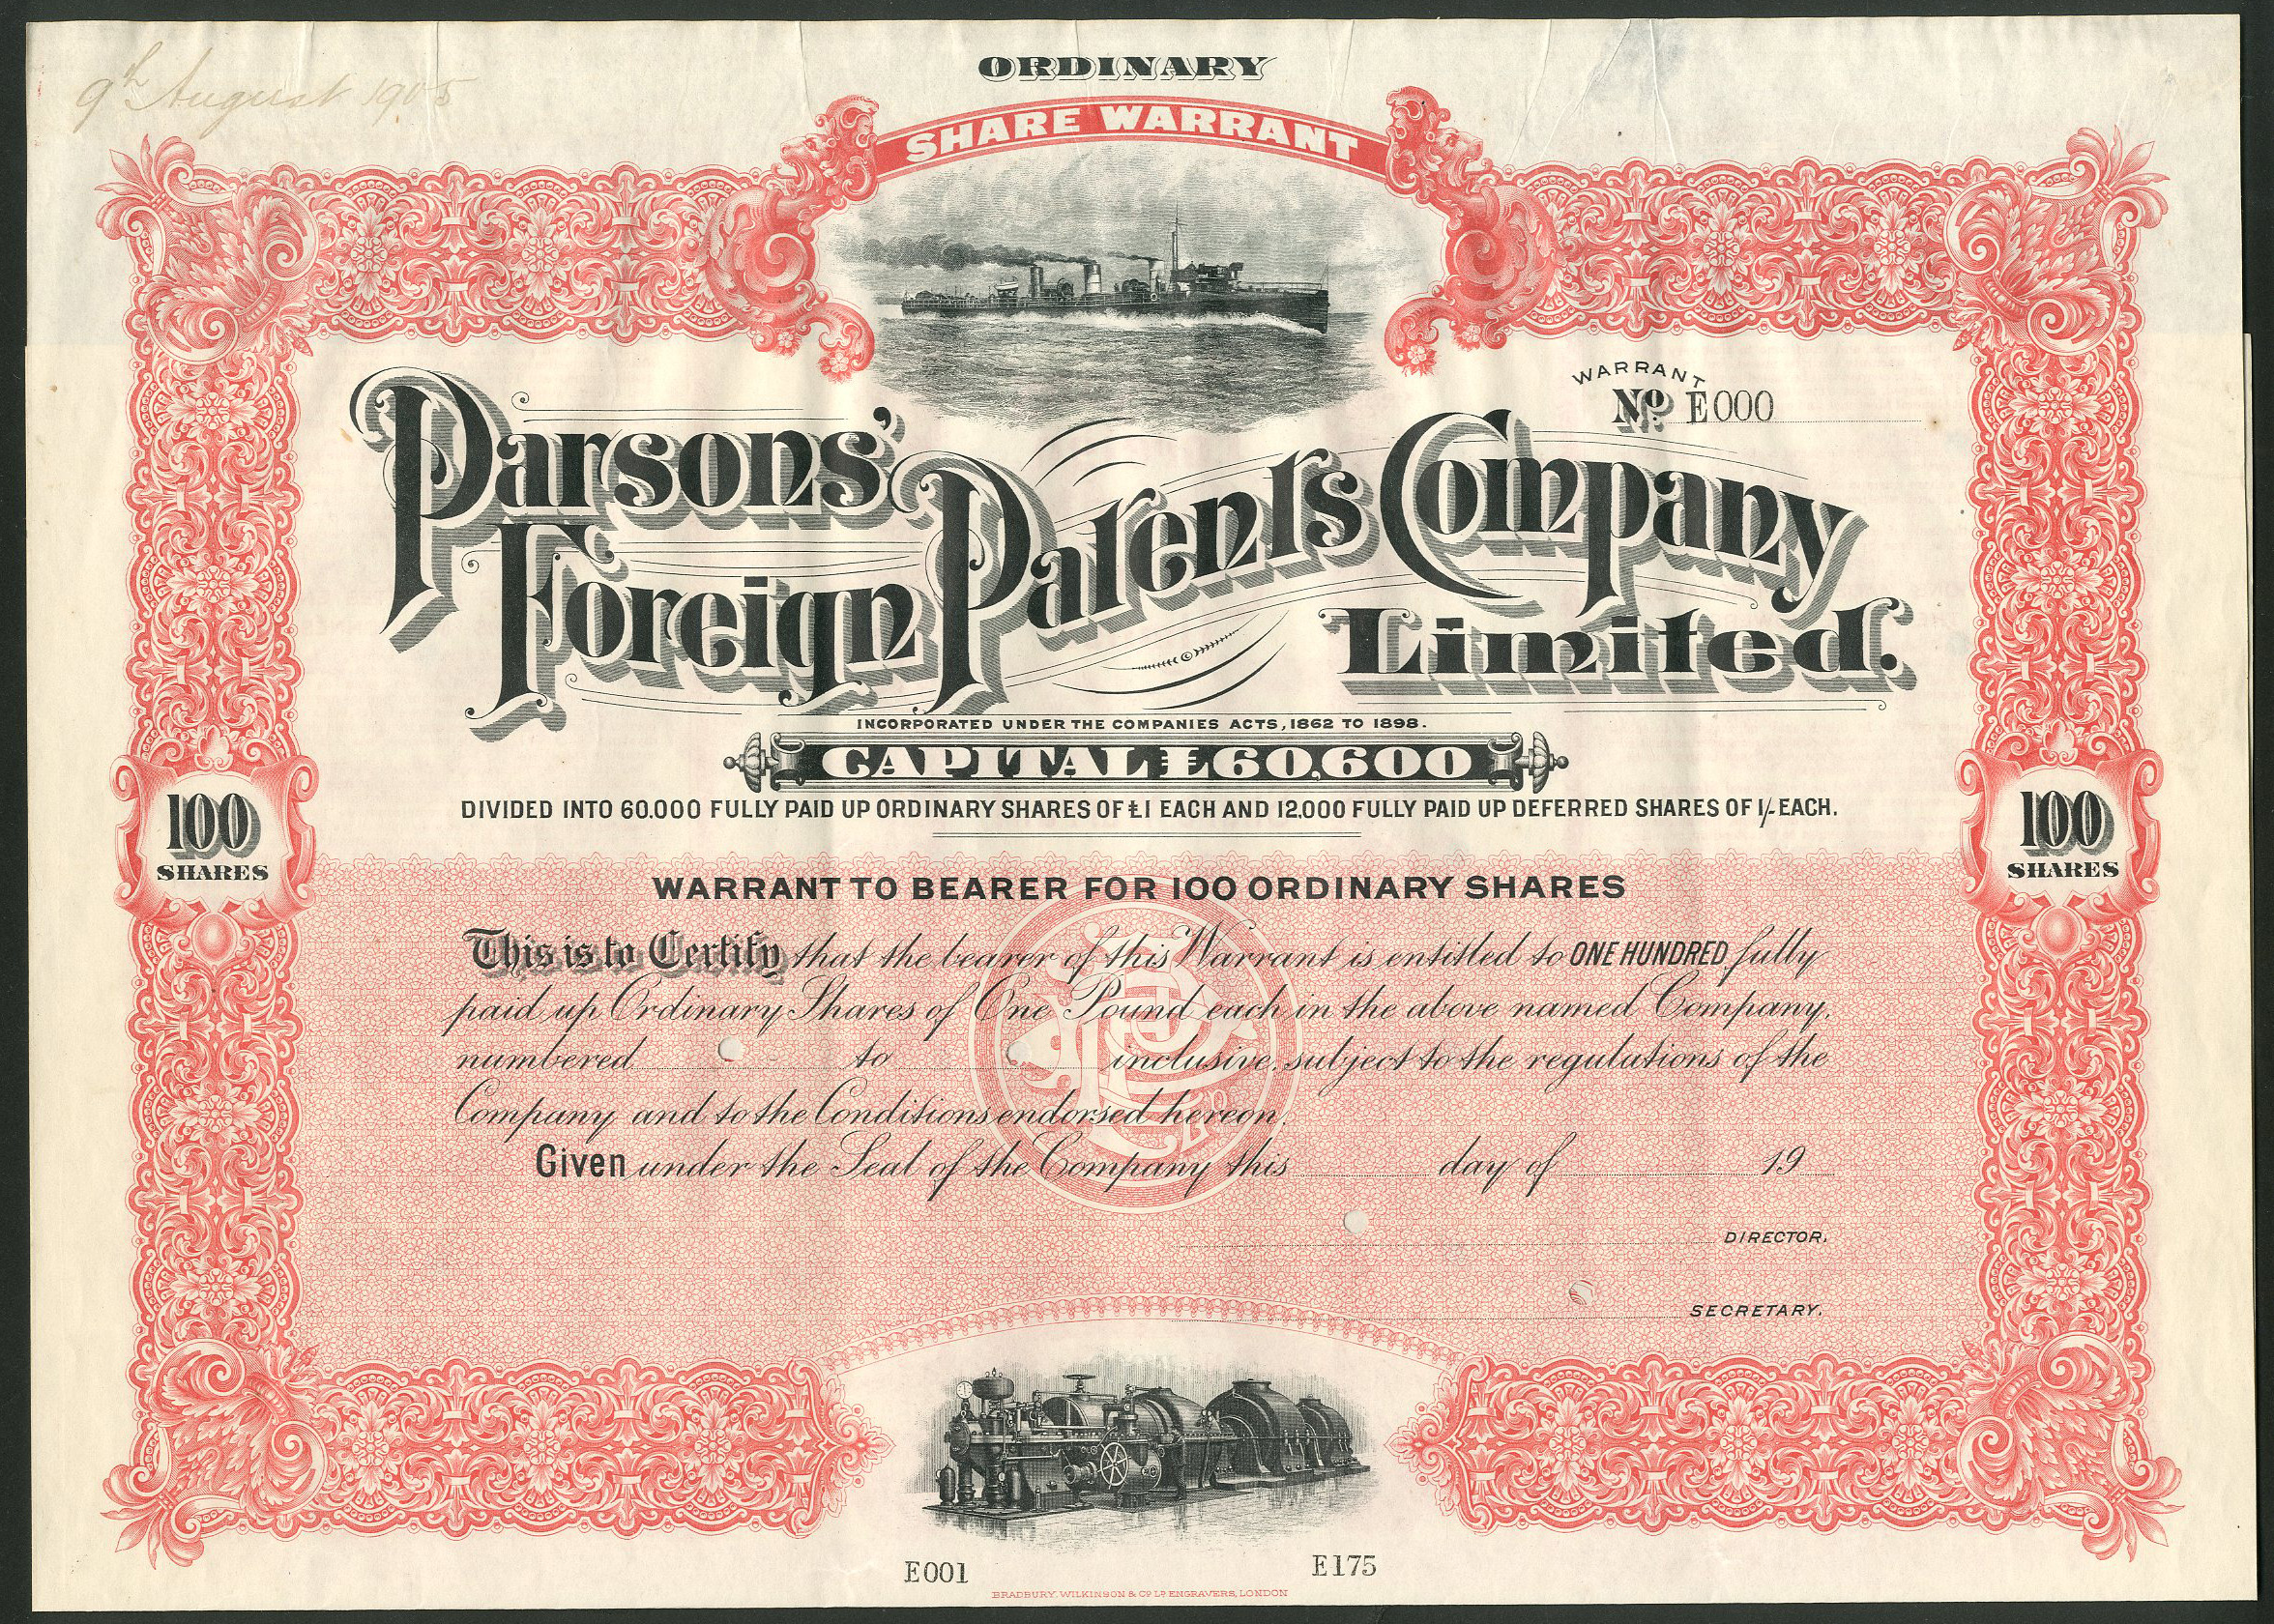 9th August 1905
ORDINARY
SHARE WARRANT
WARRANT
No. E000
Parsons'
Foreign Patents Company
Limited.
INCORPORATED UNDER THE COMPANIES ACTS, 1862 TO 1898.
CAPITAL £60,600
DIVIDED INTO 60.000 FULLY PAID UP ORDINARY SHARES OF £1 EACH AND 12,000 FULLY PAID UP DEFERRED SHARES OF 1/- EACH.
100
SHARES
100
SHARES
WARRANT TO BEARER FOR 100 ORDINARY SHARES
This is to Certify that the bearer of this Warrant is entitled to ONE HUNDRED fully
paid up Ordinary Shares of One Pound each in the above named Company,
numbered to inclusive, subject to the regulations of the
Company and to the Conditions endorsed hereon.
Given under the Seal of the Company this day of 19
DIRECTOR.
SECRETARY.
E001 E175
BRADBURY, WILKINSON & Co Ld ENGRAVERS, LONDON